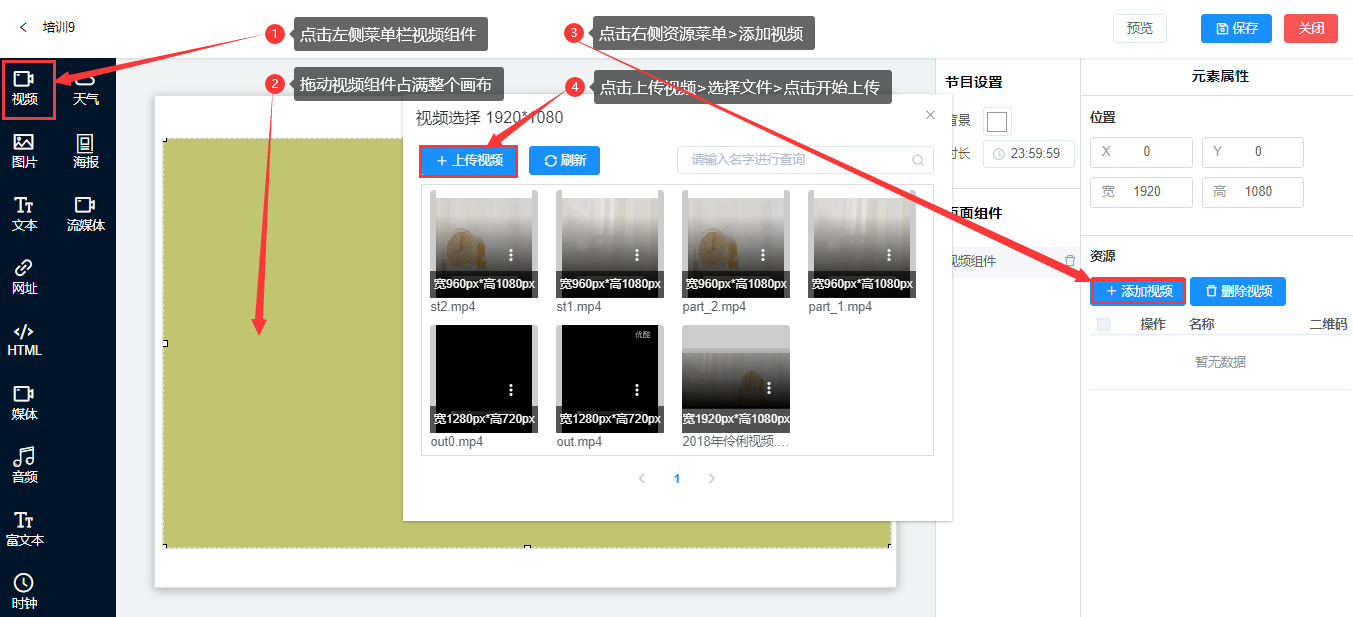 培训9
1 点击左侧菜单栏视频组件
3 点击右侧资源菜单>添加视频
预览
保存
关闭
2 拖动视频组件占满整个画布
4 点击上传视频>选择文件>点击开始上传
视频
天气
图片
海报
文本
流媒体
网址
HTML
媒体
音频
富文本
时钟
视频选择 1920*1080
+ 上传视频
刷新
请输入名字进行查询
宽960px*高1080px
宽960px*高1080px
宽960px*高1080px
宽960px*高1080px
st2.mp4
st1.mp4
part_2.mp4
part_1.mp4
优酷
宽1280px*高720px
宽1280px*高720px
宽1920px*高1080px
out0.mp4
out.mp4
2018年伶俐视频....
1
节目设置
背景
时长
23:59:59
页面组件
视频组件
元素属性
位置
X 0
Y 0
宽 1920
高 1080
资源
+ 添加视频
删除视频
操作 名称 二维码
暂无数据